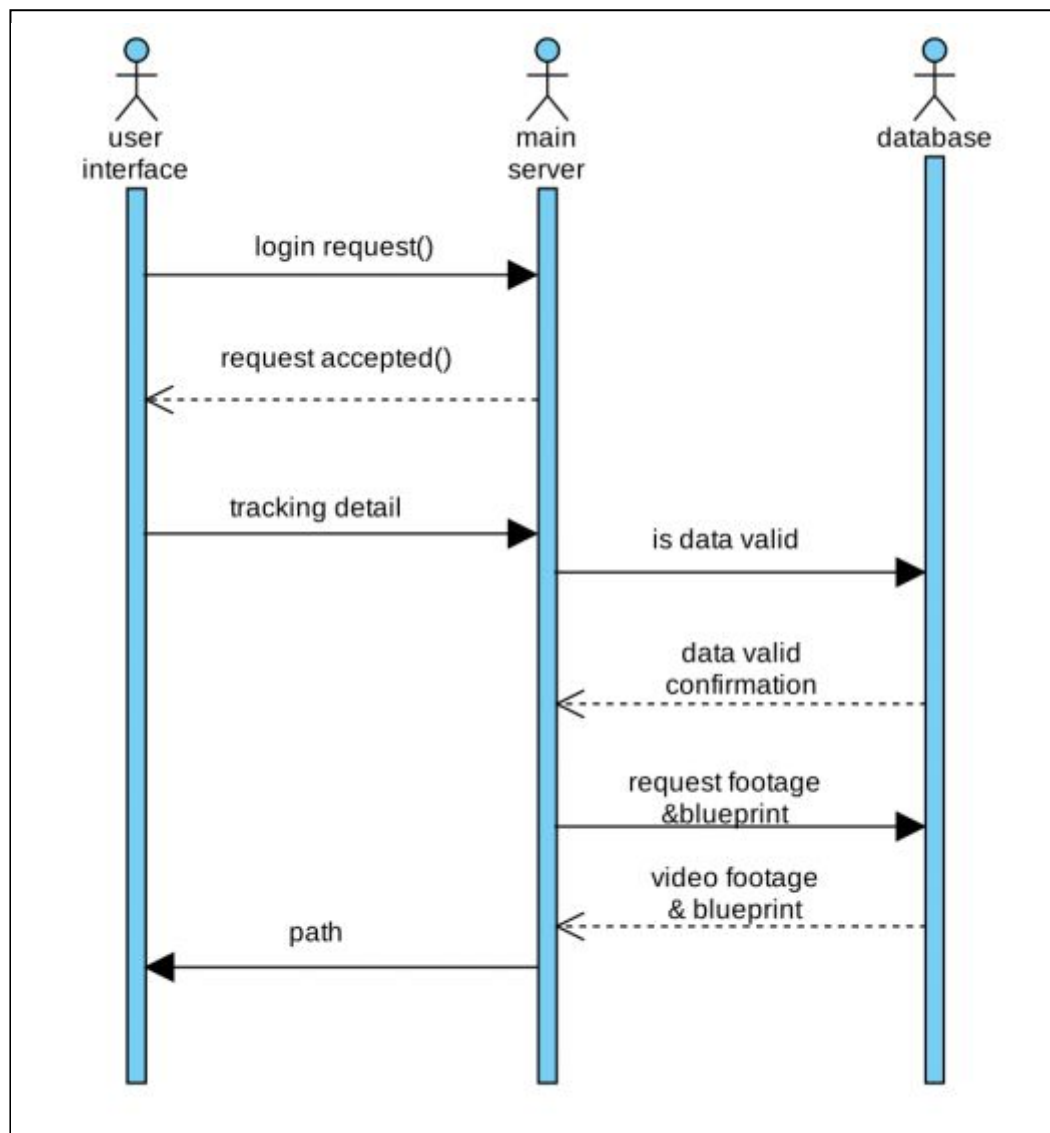 user
interface
main
server
database
login request()
request accepted()
tracking detail
is data valid
data valid
confirmation
request footage
&blueprint
video footage
& blueprint
path